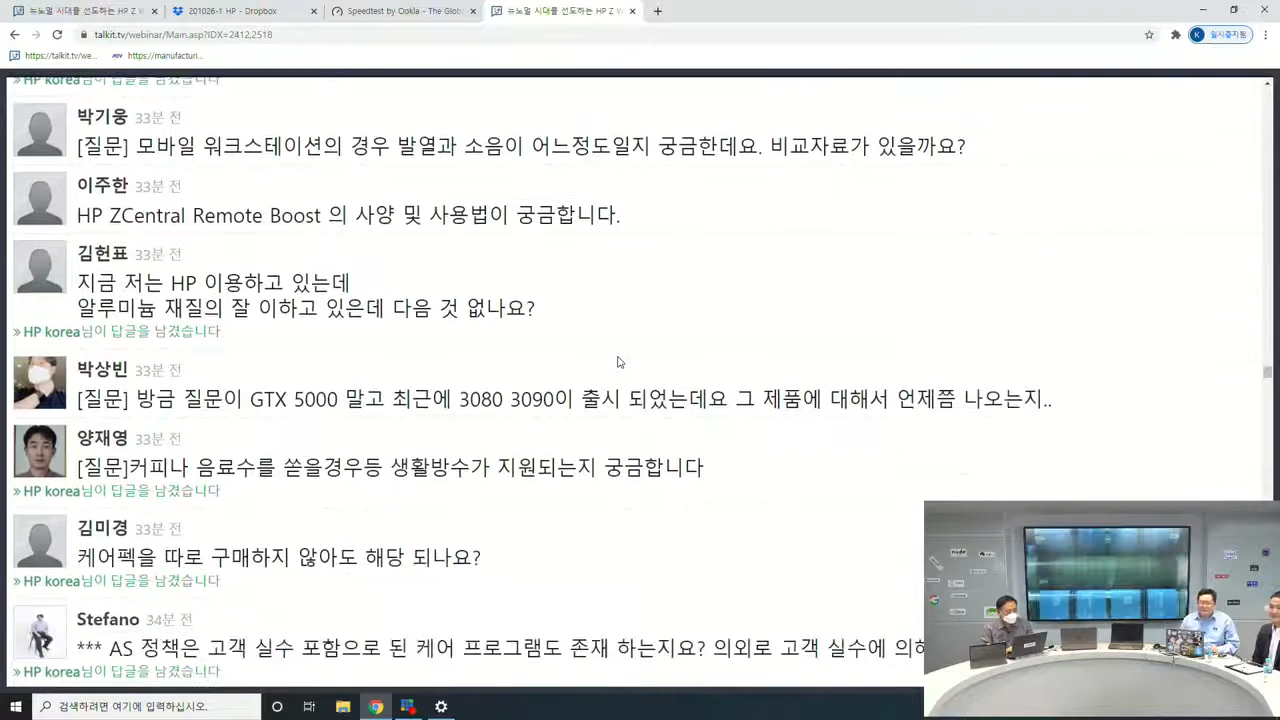 뉴노멀 시대를 선도하는 HP Z W
201026-1 HP - Dropbox
Speedtest by Ookla - The Glob
뉴노멀 시대를 선도하는 HP Z W
talkit.tv/webinar/Main.asp?IDX=2412,2518
K 일시중지됨
https://talkit.tv/we...
https://manufacturi...
» HP korea님이 답글을 남겼습니다
박기웅 33분 전
[질문] 모바일 워크스테이션의 경우 발열과 소음이 어느정도일지 궁금한데요. 비교자료가 있을까요?
이주한 33분 전
HP ZCentral Remote Boost 의 사양 및 사용법이 궁금합니다.
김헌표 33분 전
지금 저는 HP 이용하고 있는데
알루미늄 재질의 잘 이하고 있은데 다음 것 없나요?
» HP korea님이 답글을 남겼습니다
박상빈 33분 전
[질문] 방금 질문이 GTX 5000 말고 최근에 3080 3090이 출시 되었는데요 그 제품에 대해서 언제쯤 나오는지..
양재영 33분 전
[질문]커피나 음료수를 쏟을경우등 생활방수가 지원되는지 궁금합니다
» HP korea님이 답글을 남겼습니다
김미경 33분 전
케어펙을 따로 구매하지 않아도 해당 되나요?
» HP korea님이 답글을 남겼습니다
Stefano 34분 전
*** AS 정책은 고객 실수 포함으로 된 케어 프로그램도 존재 하는지요? 의외로 고객 실수에 의해
» HP korea님이 답글을 남겼습니다
node
검색하려면 여기에 입력하십시오.